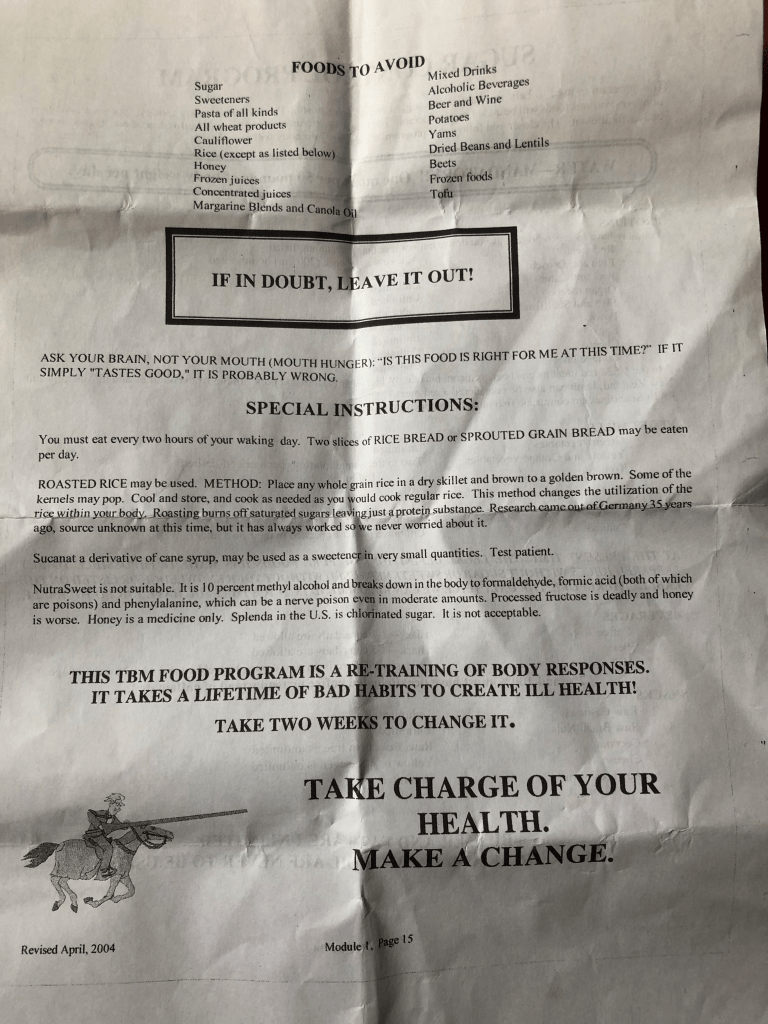 FOODS TO AVOID
Sugar
Sweeteners
Pasta of all kinds
All wheat products
Cauliflower
Rice (except as listed below)
Honey
Frozen juices
Concentrated juices
Margarine Blends and Canola Oil
Mixed Drinks
Alcoholic Beverages
Beer and Wine
Potatoes
Yams
Dried Beans and Lentils
Beets
Frozen foods
Tofu
IF IN DOUBT, LEAVE IT OUT!
ASK YOUR BRAIN, NOT YOUR MOUTH (MOUTH HUNGER): "IS THIS FOOD IS RIGHT FOR ME AT THIS TIME?" IF IT
SIMPLY "TASTES GOOD," IT IS PROBABLY WRONG.
SPECIAL INSTRUCTIONS:
You must eat every two hours of your waking day. Two slices of RICE BREAD or SPROUTED GRAIN BREAD may be eaten
per day.
ROASTED RICE may be used. METHOD: Place any whole grain rice in a dry skillet and brown to a golden brown. Some of the
kernels may pop. Cool and store, and cook as needed as you would cook regular rice. This method changes the utilization of the
rice within your body. Roasting burns off saturated sugars leaving just a protein substance. Research came out of Germany 35 years
ago, source unknown at this time, but it has always worked so we never worried about it.
Sucanat a derivative of cane syrup, may be used as a sweetener in very small quantities. Test patient.
NutraSweet is not suitable. It is 10 percent methyl alcohol and breaks down in the body to formaldehyde, formic acid (both of which
are poisons) and phenylalanine, which can be a nerve poison even in moderate amounts. Processed fructose is deadly and honey
is worse. Honey is a medicine only. Splenda in the U.S. is chlorinated sugar. It is not acceptable.
THIS TBM FOOD PROGRAM IS A RE-TRAINING OF BODY RESPONSES.
IT TAKES A LIFETIME OF BAD HABITS TO CREATE ILL HEALTH!
TAKE TWO WEEKS TO CHANGE IT.
TAKE CHARGE OF YOUR
HEALTH.
MAKE A CHANGE.
Revised April, 2004
Module 1, Page 15